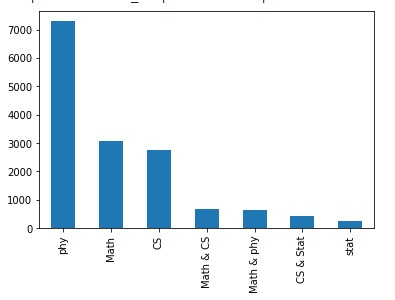 7000
6000
5000
4000
3000
2000
1000
0
phy
Math
CS
Math & CS
Math & phy
CS & Stat
stat